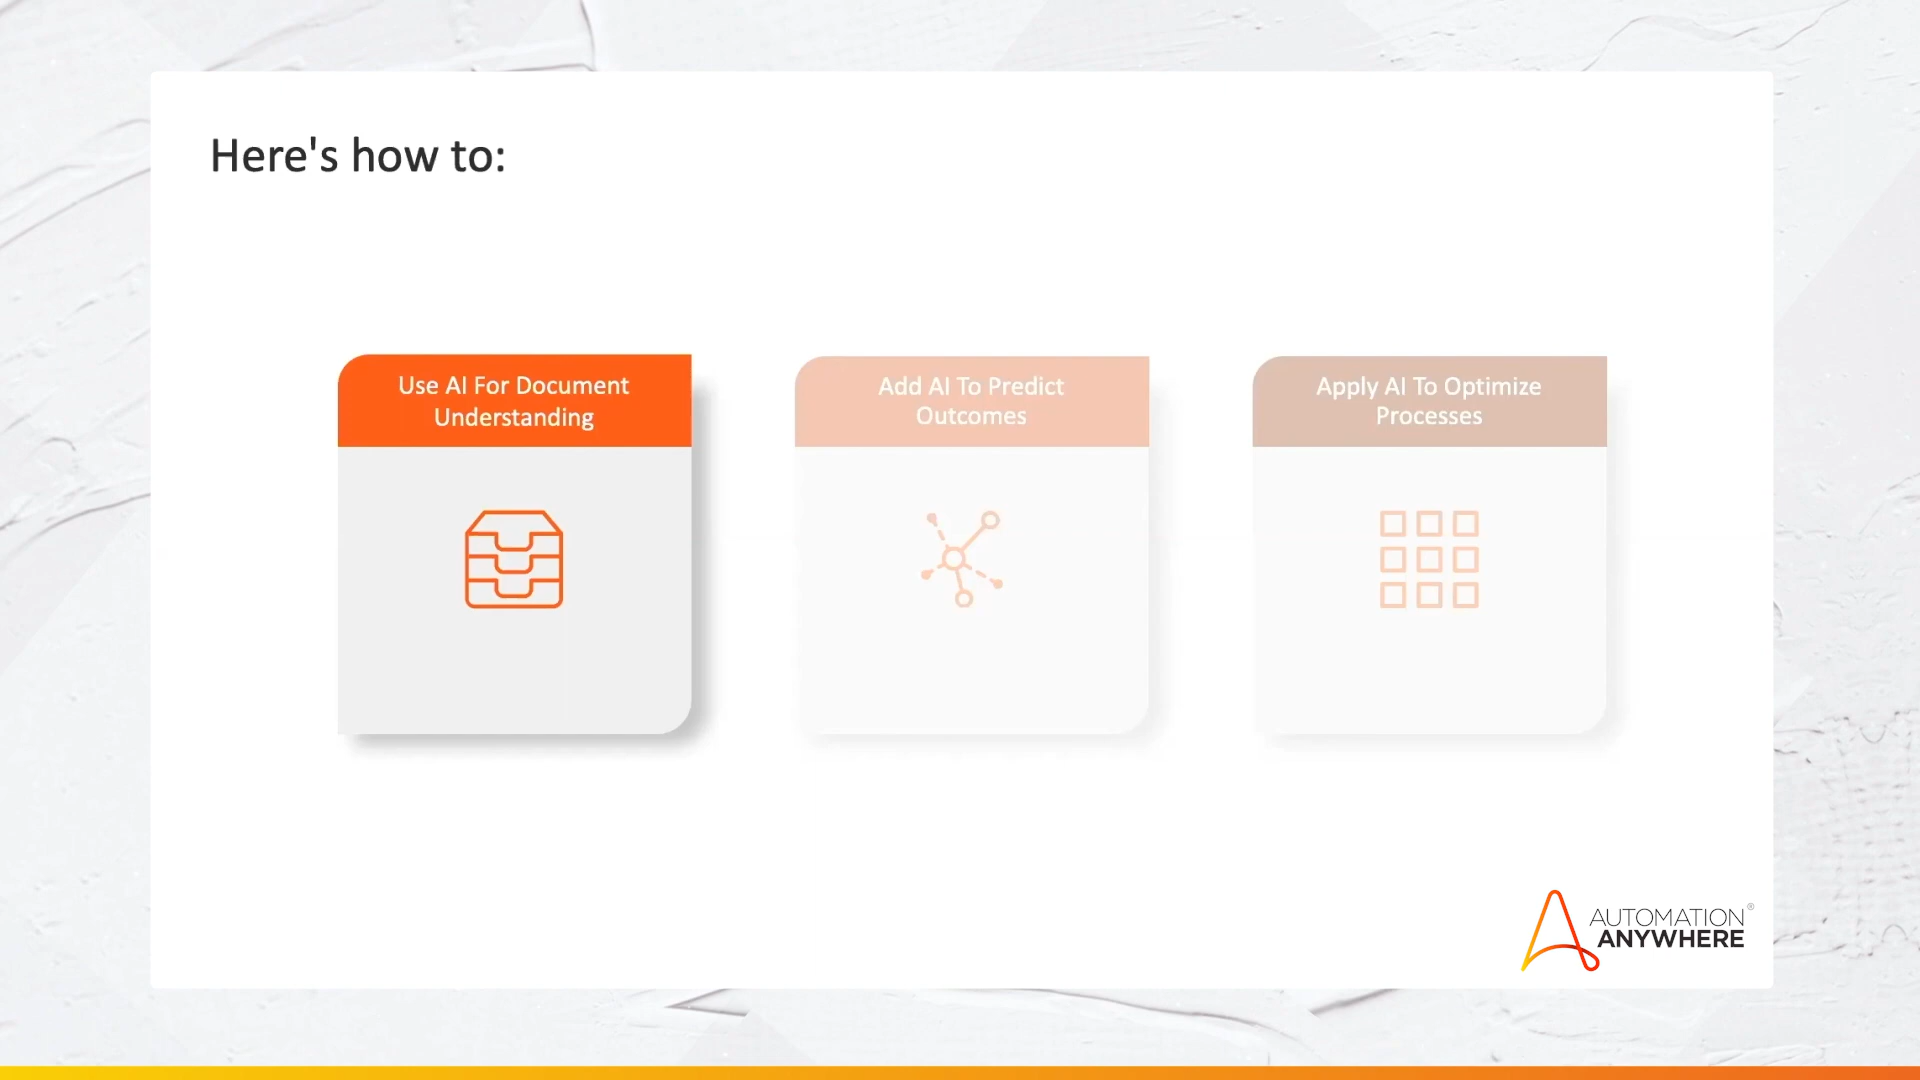 Here's how to:
Use AI For Document
Understanding
Add AI To Predict
Outcomes
Apply AI To Optimize
Processes
AUTOMATION®
ANYWHERE